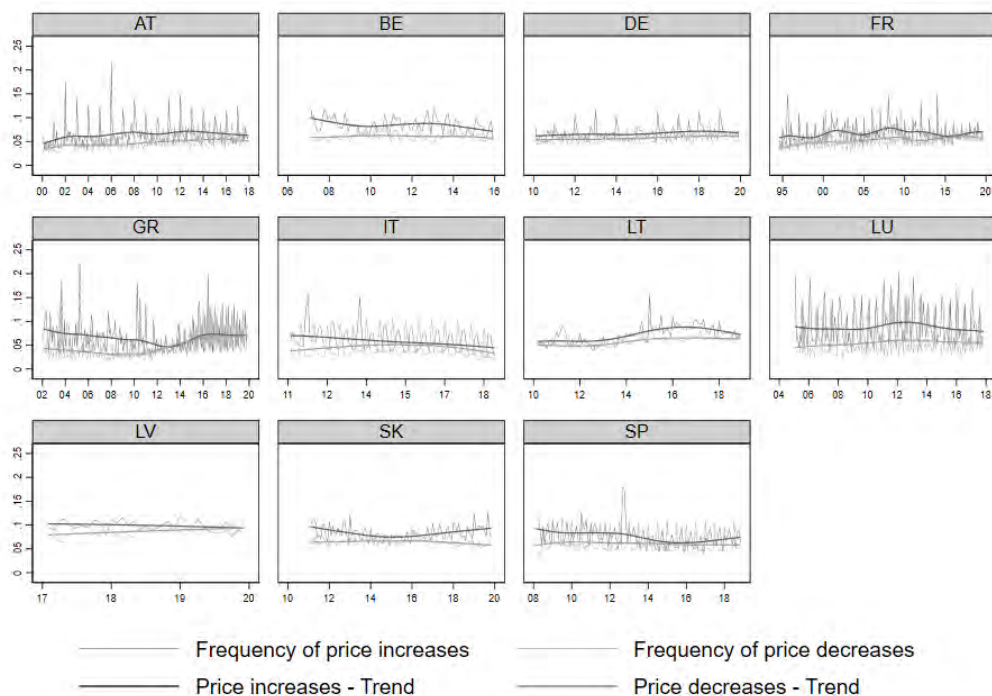 AT BE DE FR
.25
.2
.15
.1
.05
0
00 02 04 06 08 10 12 14 16 18 06 08 10 12 14 16 10 12 14 16 18 20 95 00 05 10 15 20
GR IT LT LU
.25
.2
.15
.1
.05
0
02 04 06 08 10 12 14 16 18 20 11 12 13 14 15 16 17 18 10 12 14 16 18 04 06 08 10 12 14 16 18
LV SK SP
.25
.2
.15
.1
.05
0
17 18 19 20 10 12 14 16 18 20 08 10 12 14 16 18
Frequency of price increases Frequency of price decreases
Price increases - Trend Price decreases - Trend